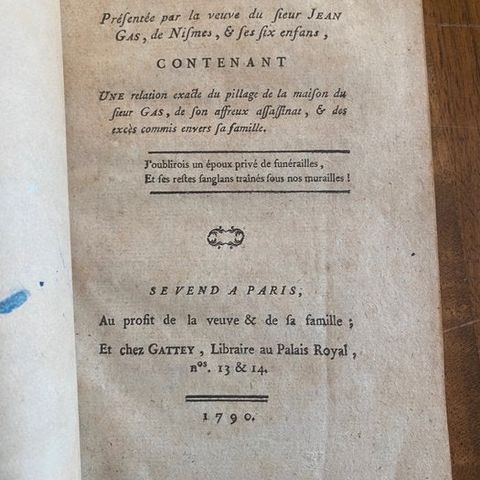 Préſentée par la veuve du ſieur JEAN
GAS, de Niſmes, & ſes ſix enfans,
CONTENANT
UNE relation exacte du pillage de la maiſon du
ſieur GAS, de ſon affreux aſſaſſinat, & des
excès commis envers ſa famille.
J'oublirois un époux privé de funérailles,
Et ſes reſtes ſanglans traînés ſous nos murailles !
SE VEND A PARIS,
Au profit de la veuve & de ſa famille ;
Et chez GATTEY, Libraire au Palais Royal,
nos. 13 & 14.
1790.